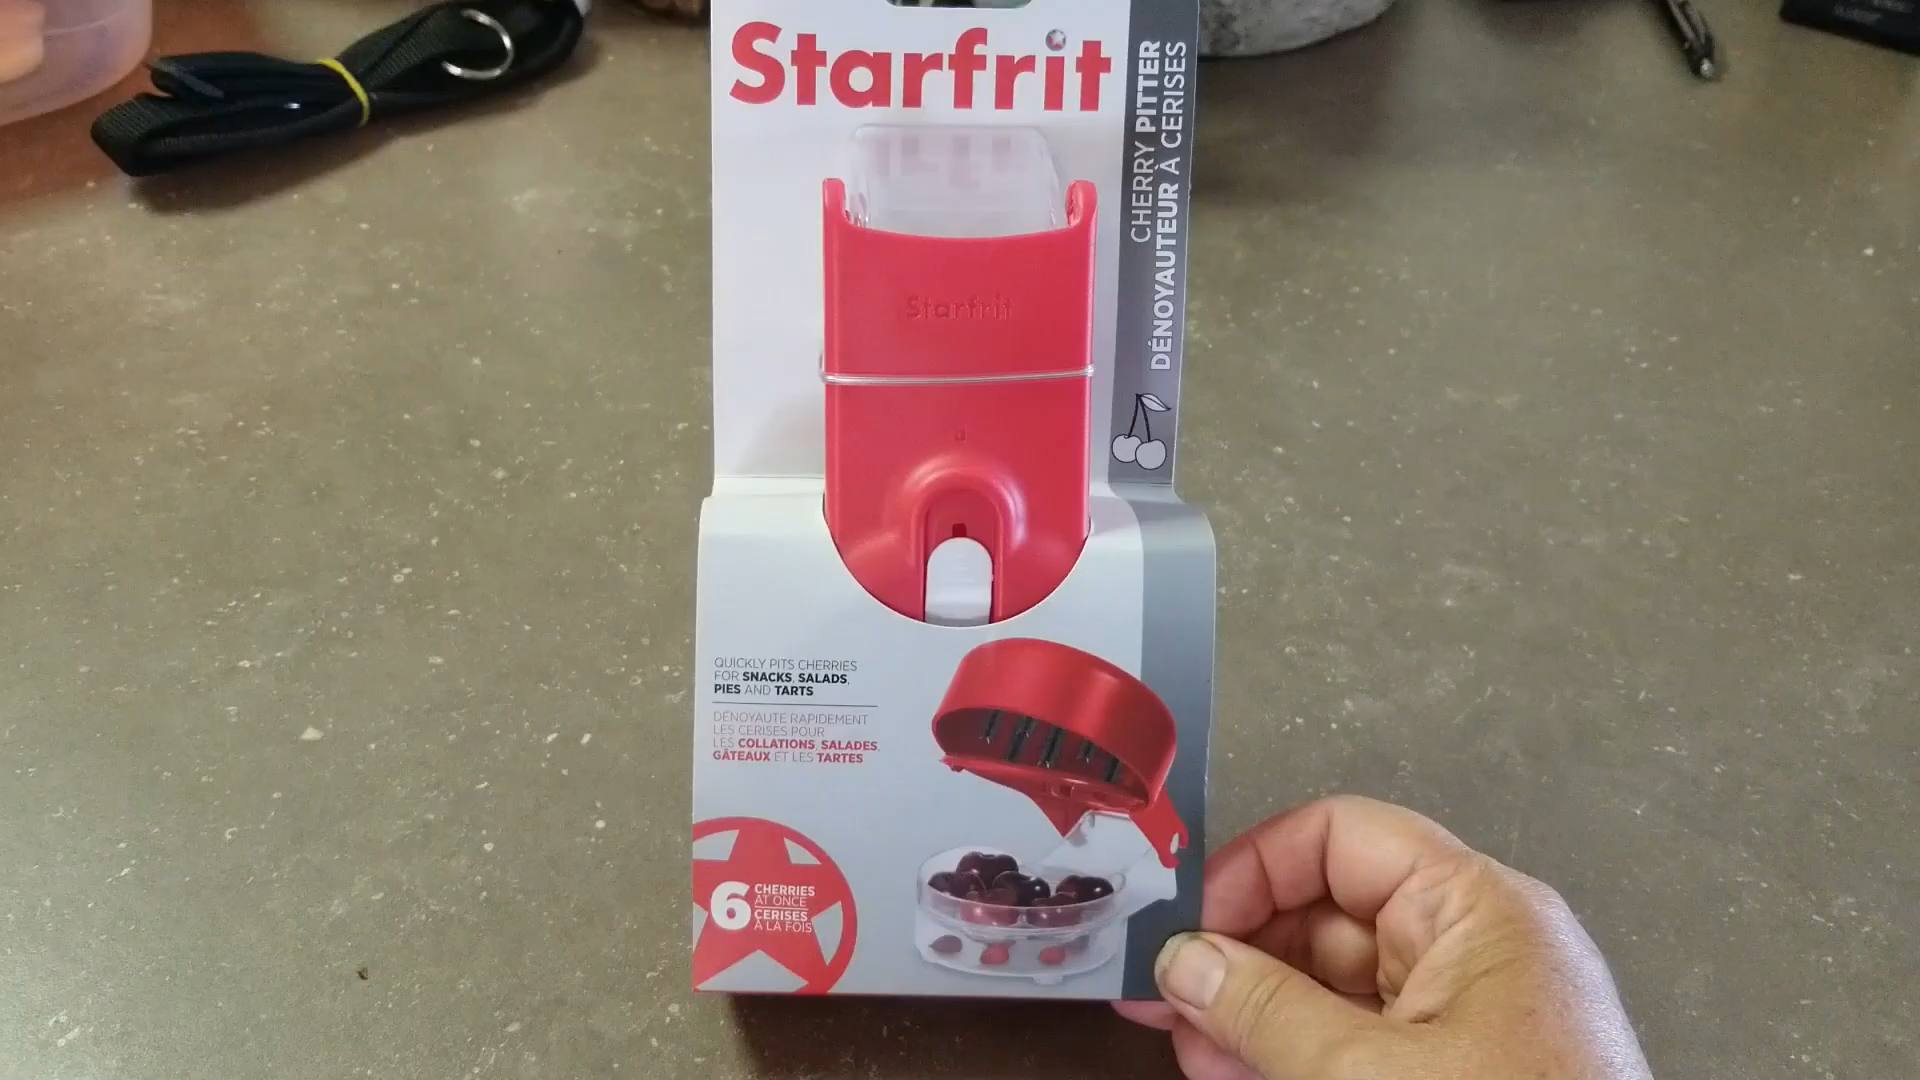 Starfrit
CHERRY PITTER
DÉNOYAUTEUR À CERISES
Starfrit
QUICKLY PITS CHERRIES
FOR SNACKS, SALADS,
PIES AND TARTS
DÉNOYAUTE RAPIDEMENT
LES CERISES POUR
LES COLLATIONS, SALADES,
GÂTEAUX ET LES TARTES
6 CHERRIES
AT ONCE
CERISES
À LA FOIS